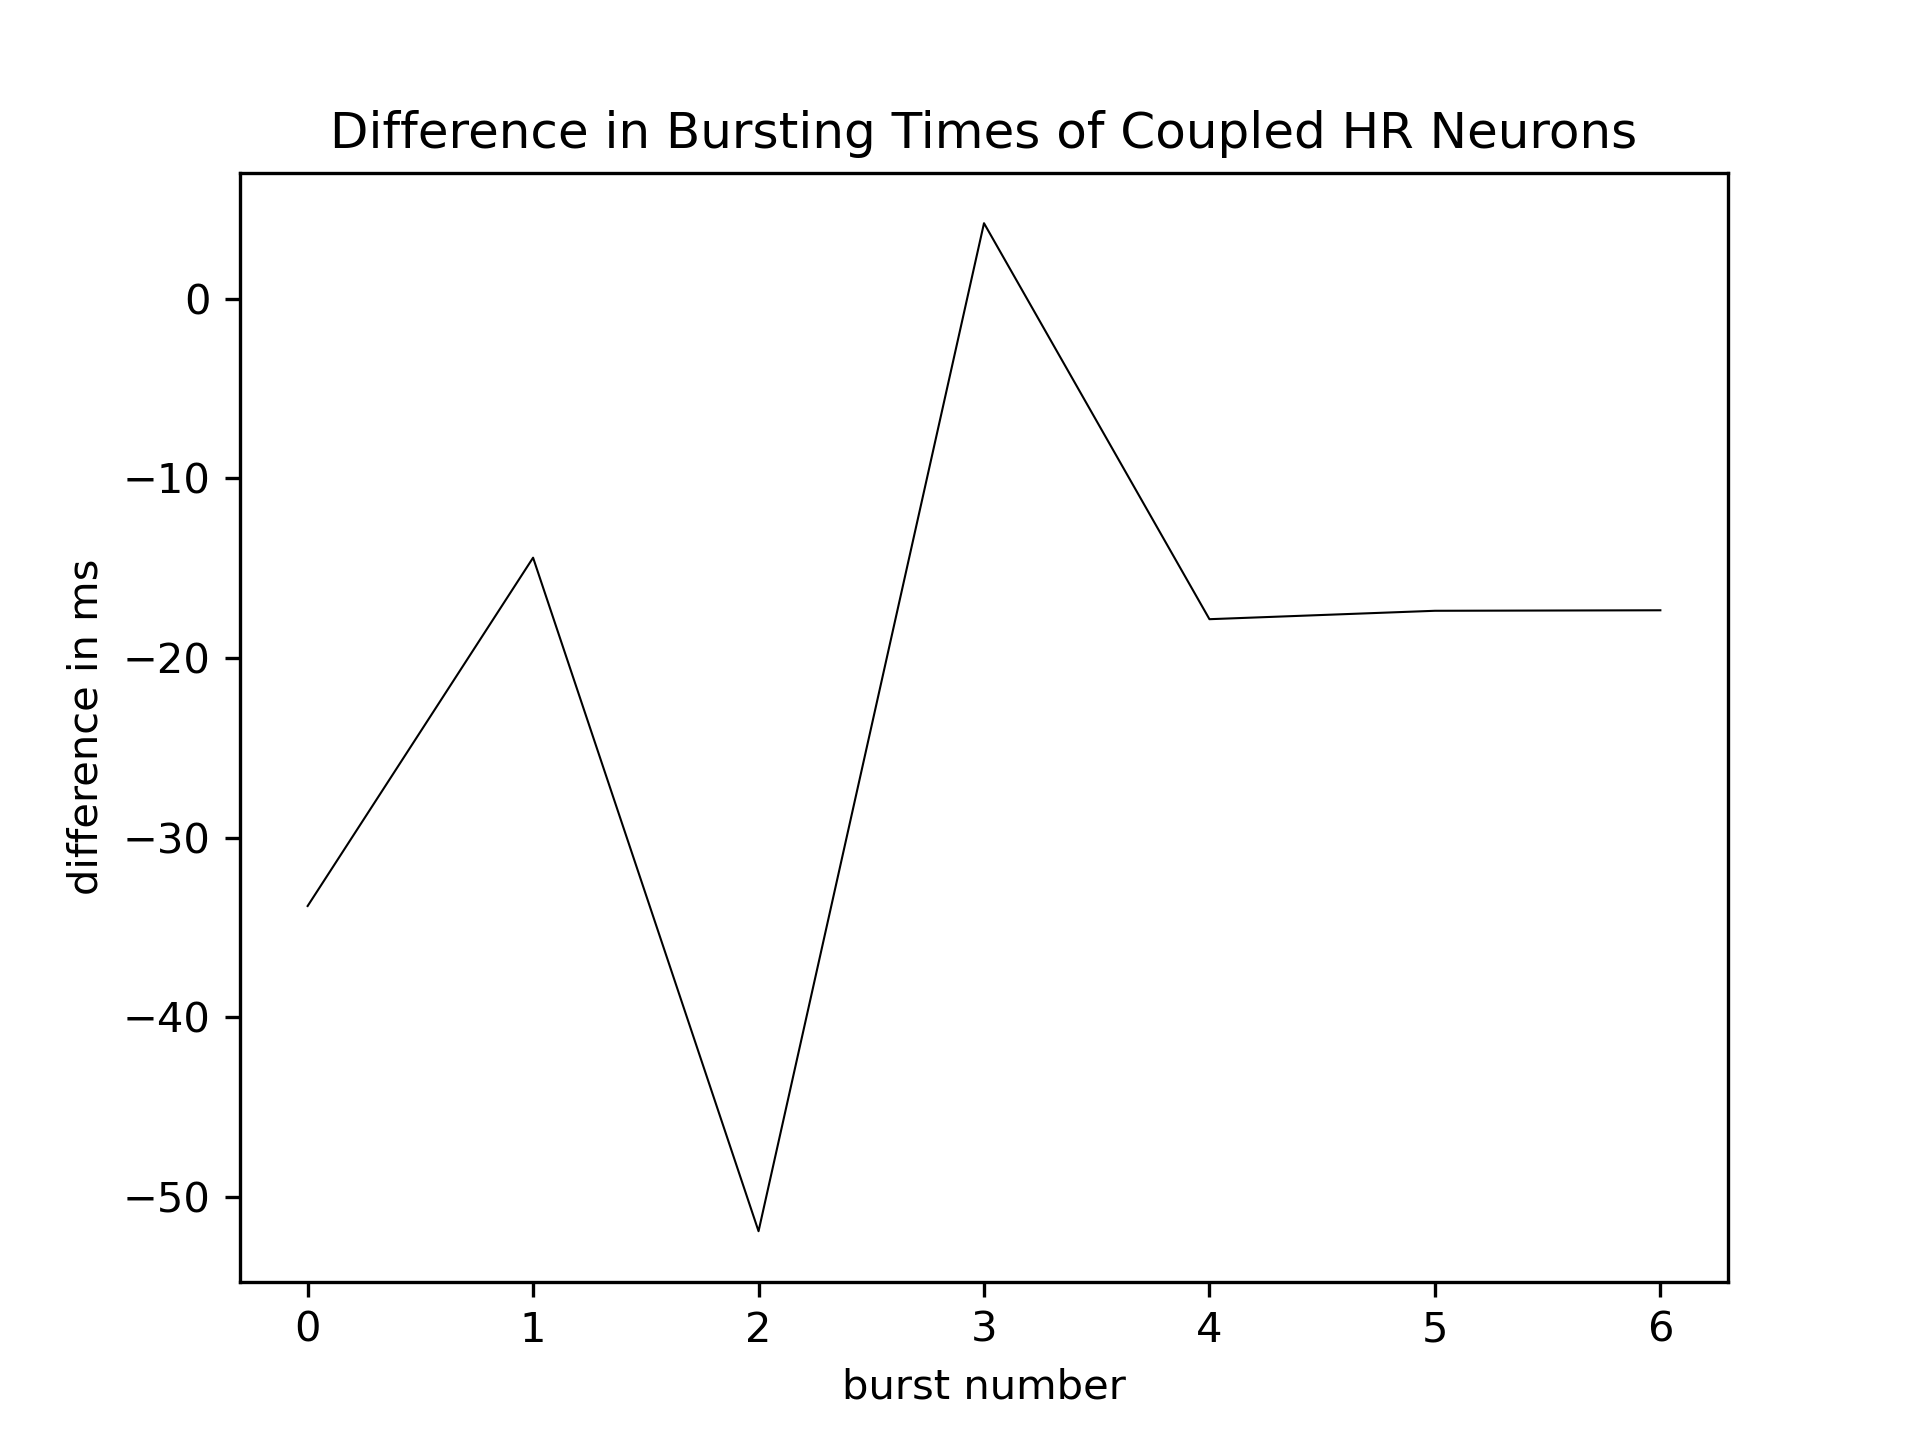 Difference in Bursting Times of Coupled HR Neurons
0
−10
−20
−30
−40
−50
difference in ms
0 1 2 3 4 5 6
burst number